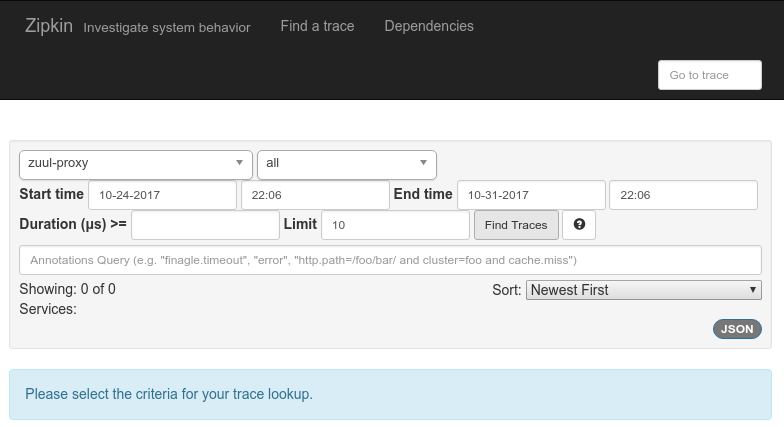 Zipkin Investigate system behavior Find a trace Dependencies
Go to trace
zuul-proxy all
Start time 10-24-2017 22:06 End time 10-31-2017 22:06
Duration (μs) >= Limit 10 Find Traces
Annotations Query (e.g. "finagle.timeout", "error", "http.path=/foo/bar/ and cluster=foo and cache.miss")
Showing: 0 of 0 Sort: Newest First
Services:
JSON
Please select the criteria for your trace lookup.